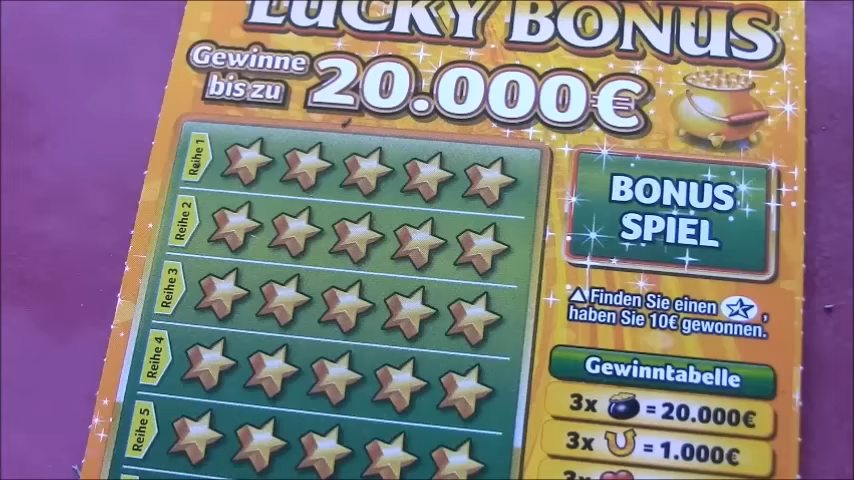 LUCKY BONUS
Gewinne
bis zu
20.000€
Reihe 1
Reihe 2
Reihe 3
Reihe 4
Reihe 5
BONUS
SPIEL
Finden Sie einen ,
haben Sie 10€ gewonnen.
Gewinntabelle
3x = 20.000€
3x = 1.000€
3x